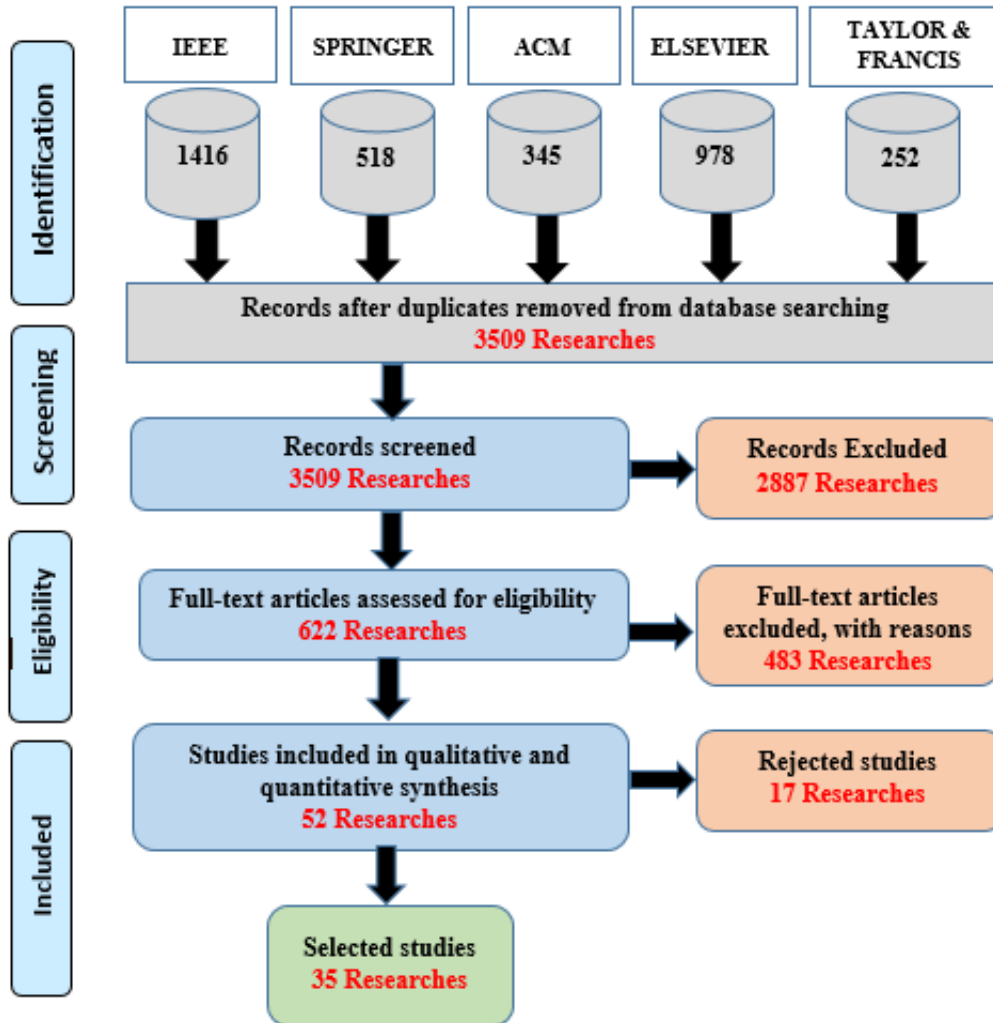 IEEE
SPRINGER
ACM
ELSEVIER
TAYLOR &
FRANCIS
1416
518
345
978
252
Identification
Records after duplicates removed from database searching
3509 Researches
Screening
Records screened
3509 Researches
Records Excluded
2887 Researches
Eligibility
Full-text articles assessed for eligibility
622 Researches
Full-text articles
excluded, with reasons
483 Researches
Included
Studies included in qualitative and
quantitative synthesis
52 Researches
Rejected studies
17 Researches
Selected studies
35 Researches